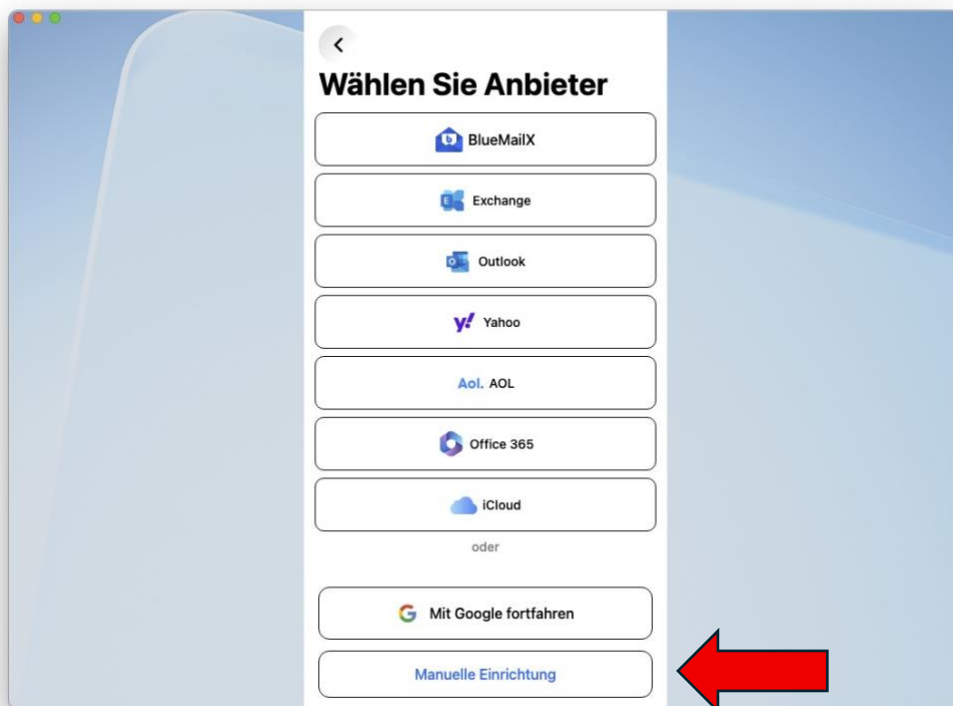 Wählen Sie Anbieter
BlueMailX
Exchange
Outlook
y! Yahoo
Aol. AOL
Office 365
iCloud
oder
Mit Google fortfahren
Manuelle Einrichtung